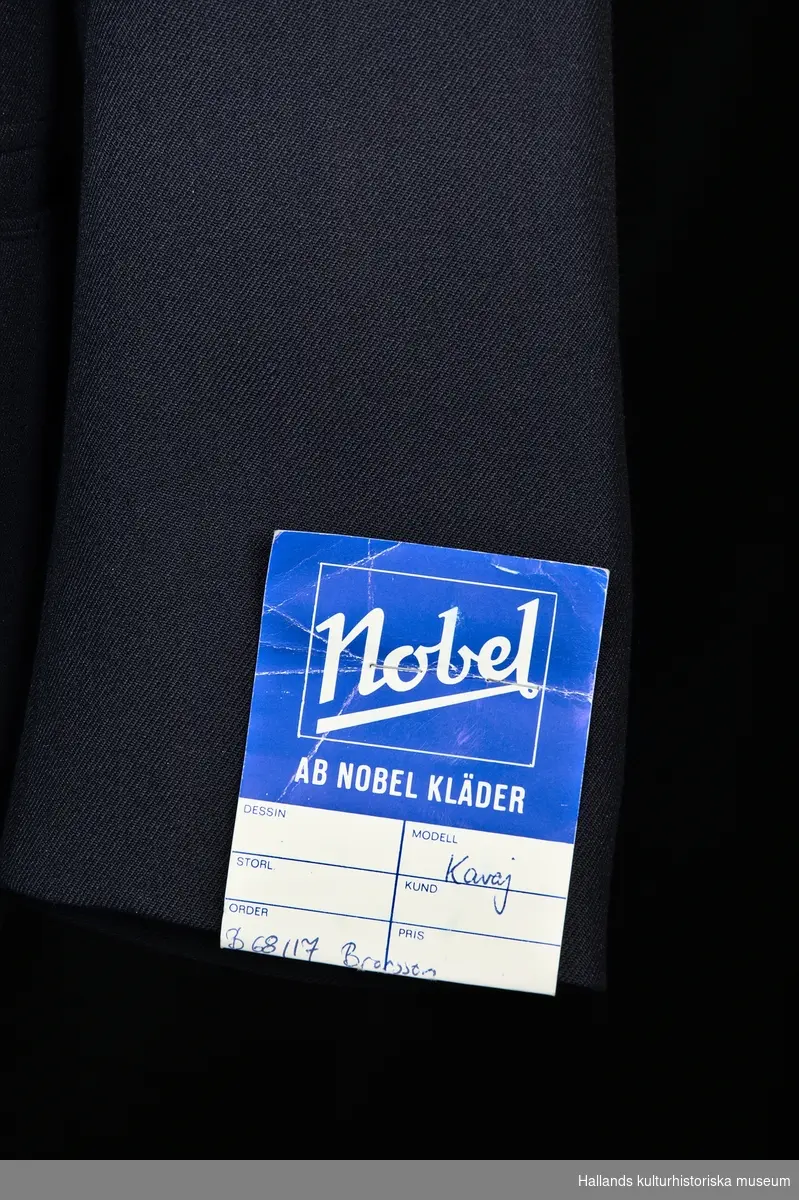 Nobel
AB NOBEL KLÄDER
DESSIN
MODELL
Kavaj
STORL.
KUND
ORDER
PRIS
B 68117
Hallands kulturhistoriska museum